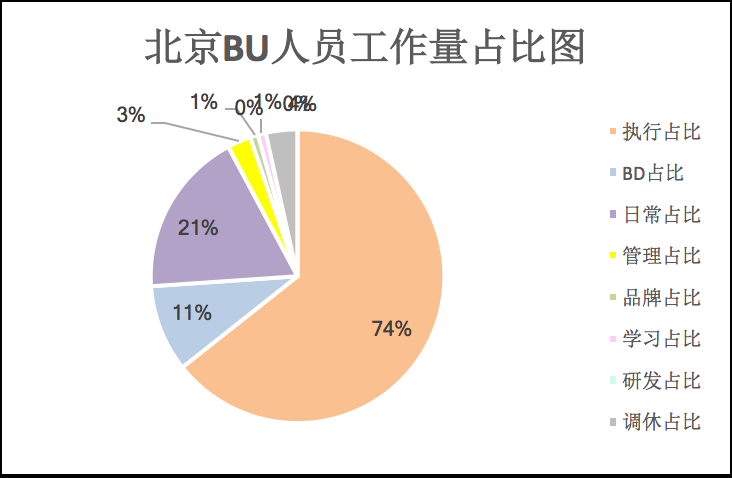 北京BU人员工作量占比图
3%
1%
0%
1%
0%
4%
21%
11%
74%
执行占比
BD占比
日常占比
管理占比
品牌占比
学习占比
研发占比
调休占比